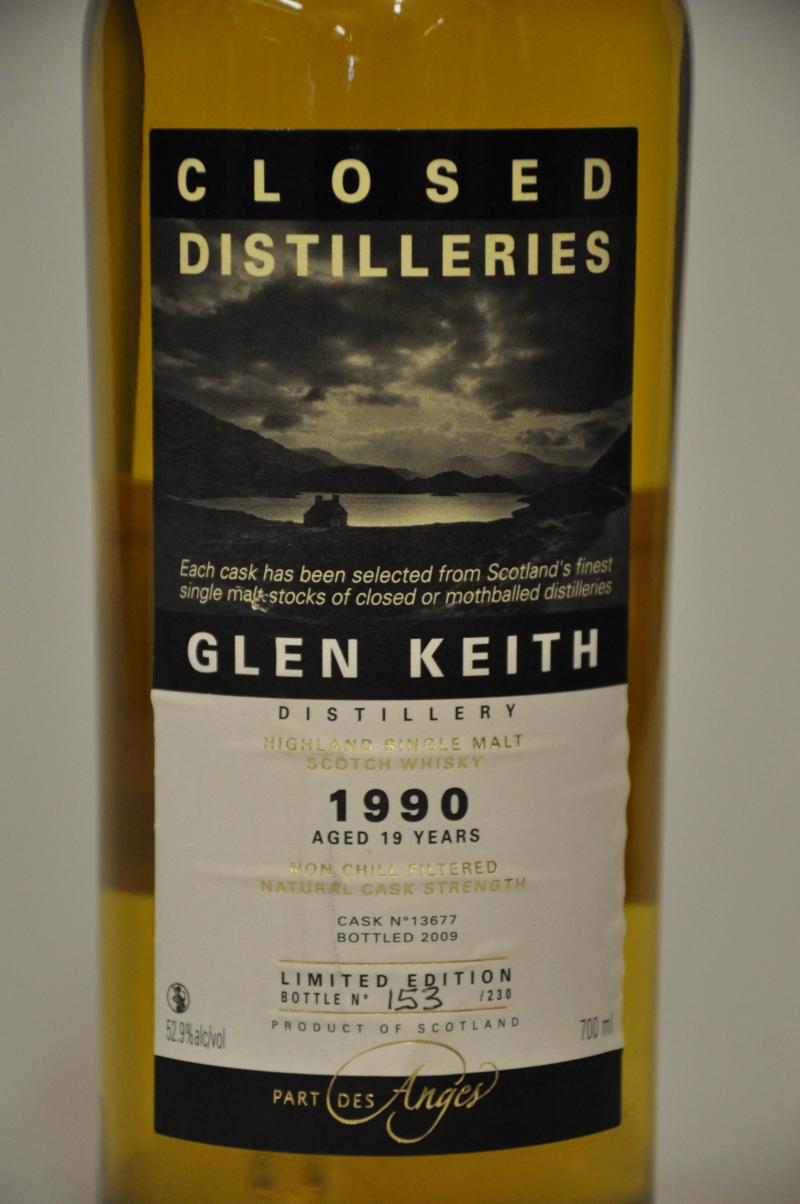 CLOSED
DISTILLERIES
Each cask has been selected from Scotland's finest
single malt stocks of closed or mothballed distilleries
GLEN KEITH
DISTILLERY
HIGHLAND SINGLE MALT
SCOTCH WHISKY
1990
AGED 19 YEARS
NON CHILL FILTERED
NATURAL CASK STRENGTH
CASK N°13677
BOTTLED 2009
LIMITED EDITION
BOTTLE N° 153 /230
PRODUCT OF SCOTLAND
52.9%alc/vol
700 ml
PART DES Anges